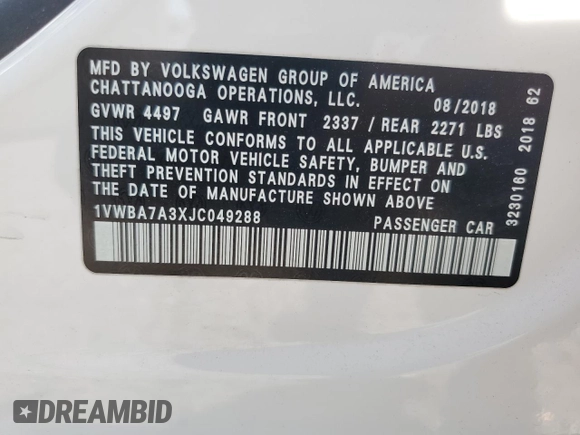 MFD BY VOLKSWAGEN GROUP OF AMERICA
CHATTANOOGA OPERATIONS, LLC. 08/2018
GVWR 4497 GAWR FRONT 2337 / REAR 2271 LBS
THIS VEHICLE CONFORMS TO ALL APPLICABLE U.S.
FEDERAL MOTOR VEHICLE SAFETY, BUMPER AND
THEFT PREVENTION STANDARDS IN EFFECT ON
THE DATE OF MANUFACTURE SHOWN ABOVE
1VWBA7A3XJC049288 PASSENGER CAR
3230160 2018 62
DREAMBID